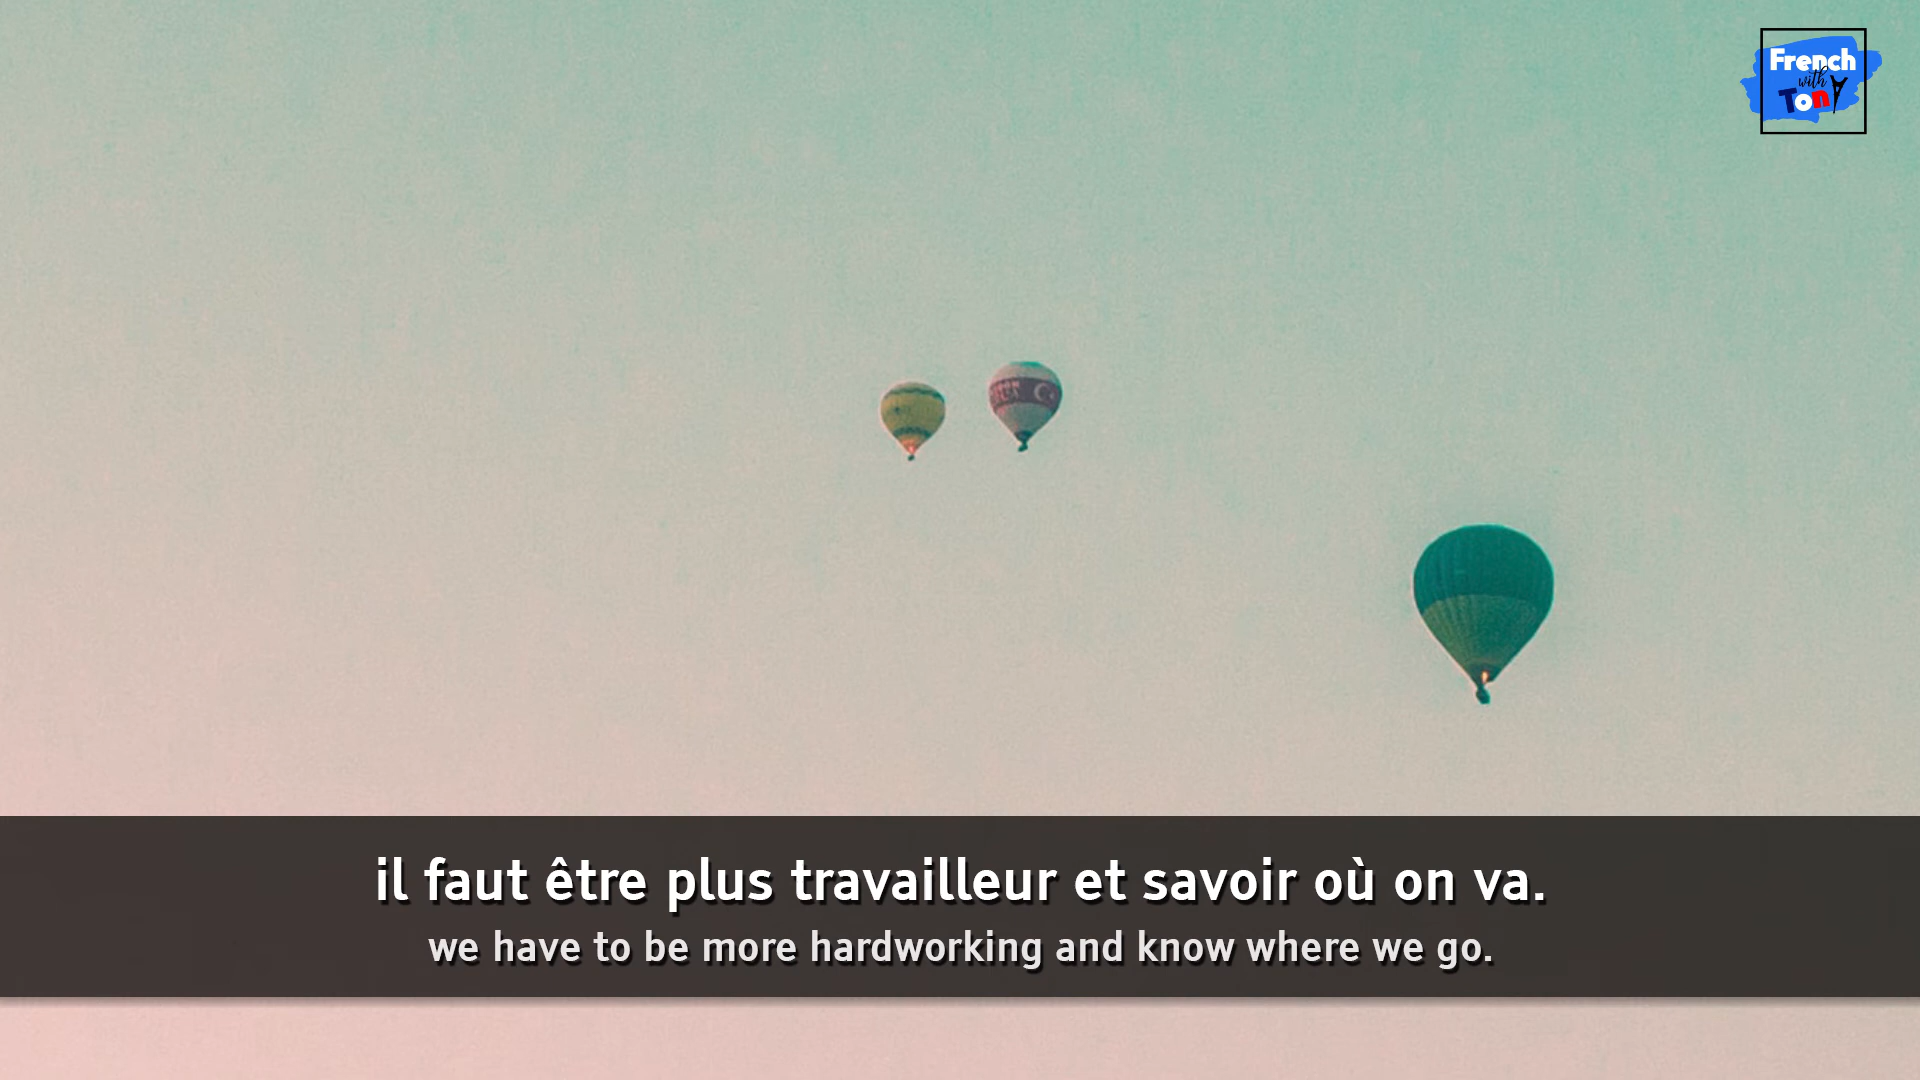 French
with
Tony
il faut être plus travailleur et savoir où on va.
we have to be more hardworking and know where we go.